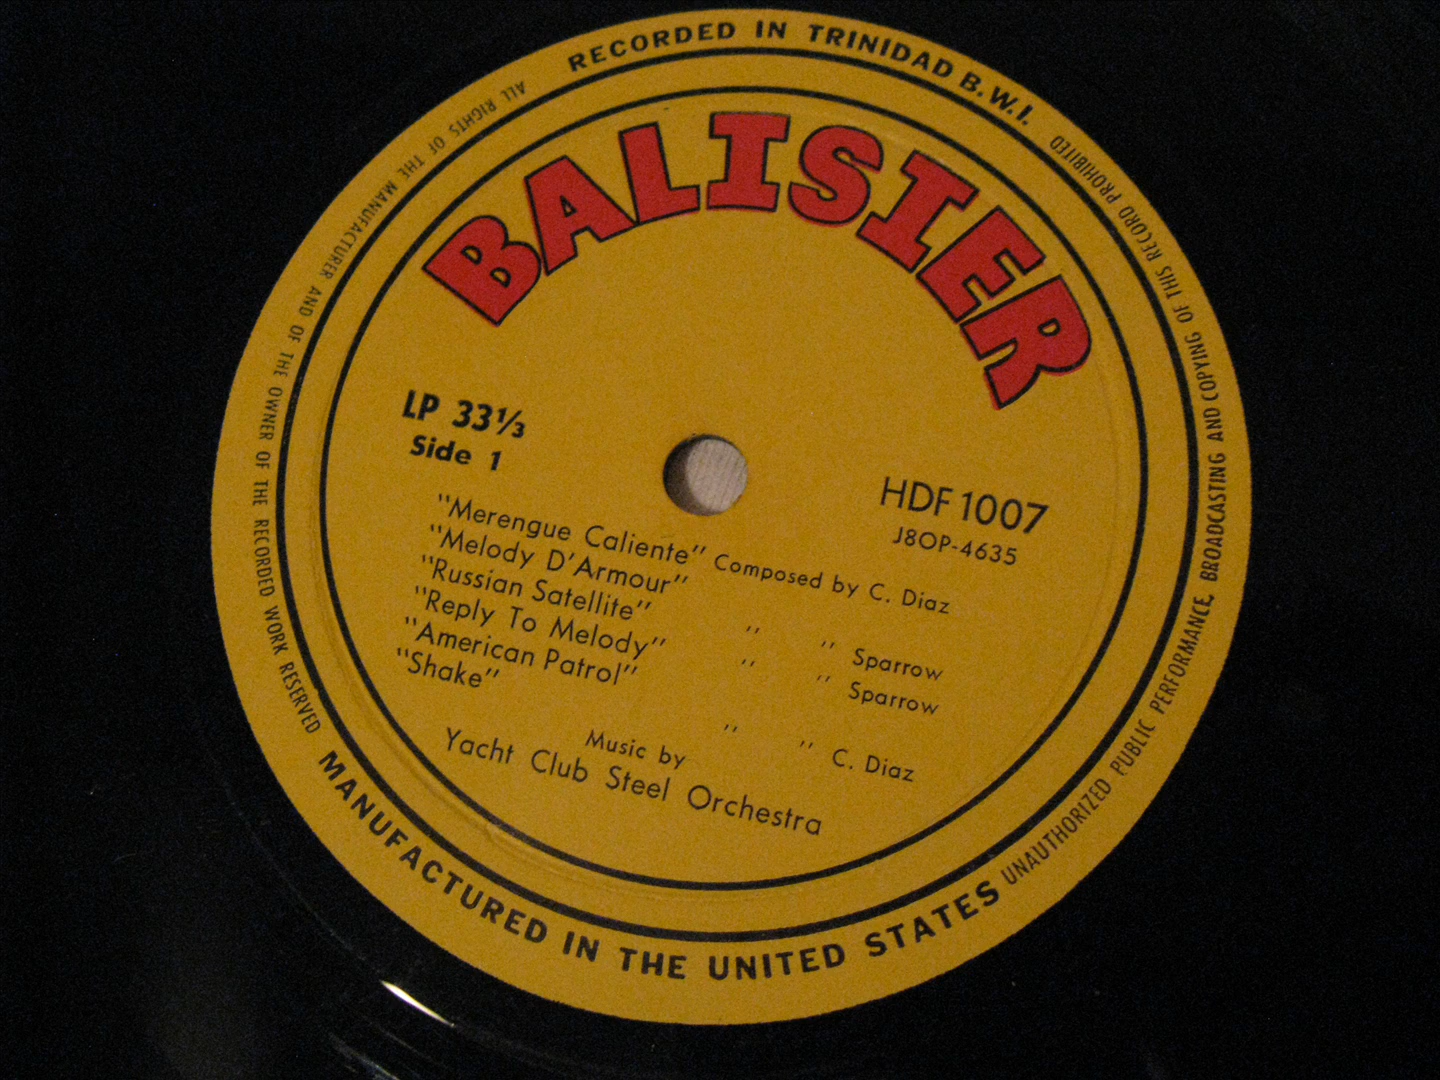 RECORDED IN TRINIDAD B.W.I.
BALISIER
LP 33⅓
Side 1
HDF 1007
J8OP-4635
"Merengue Caliente" Composed by C. Diaz
"Melody D'Armour"
"Russian Satellite" " " Sparrow
"Reply To Melody" " " Sparrow
"American Patrol"
"Shake" " " C. Diaz
Music by
Yacht Club Steel Orchestra
MANUFACTURED IN THE UNITED STATES
UNAUTHORIZED PUBLIC PERFORMANCE, BROADCASTING AND COPYING OF THIS RECORD PROHIBITED
ALL RIGHTS OF THE MANUFACTURER AND OF THE OWNER OF THE RECORDED WORK RESERVED